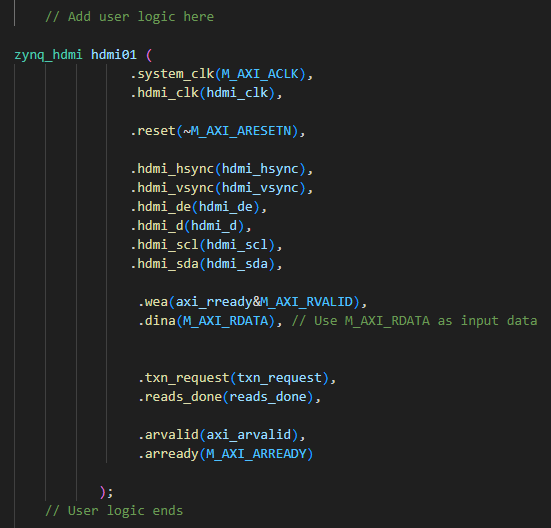 // Add user logic here
zynq_hdmi hdmi01 (
.system_clk(M_AXI_ACLK),
.hdmi_clk(hdmi_clk),
.reset(~M_AXI_ARESETN),
.hdmi_hsync(hdmi_hsync),
.hdmi_vsync(hdmi_vsync),
.hdmi_de(hdmi_de),
.hdmi_d(hdmi_d),
.hdmi_scl(hdmi_scl),
.hdmi_sda(hdmi_sda),
.wea(axi_rready&M_AXI_RVALID),
.dina(M_AXI_RDATA), // Use M_AXI_RDATA as input data
.txn_request(txn_request),
.reads_done(reads_done),
.arvalid(axi_arvalid),
.arready(M_AXI_ARREADY)
);
// User logic ends